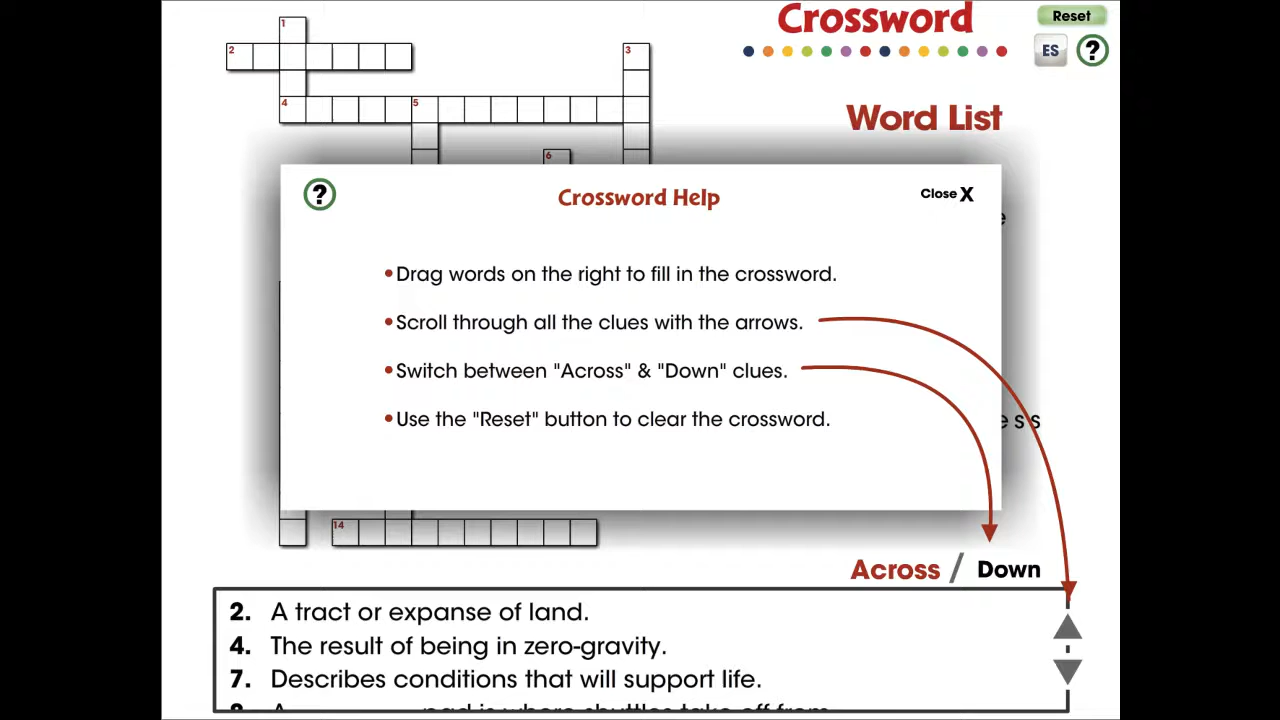 Crossword
Reset
ES
?
1
2
3
4
5
6
Word List
?
Crossword Help
Close X
•Drag words on the right to fill in the crossword.
•Scroll through all the clues with the arrows.
•Switch between "Across" & "Down" clues.
•Use the "Reset" button to clear the crossword.
14
Across / Down
2. A tract or expanse of land.
4. The result of being in zero-gravity.
7. Describes conditions that will support life.